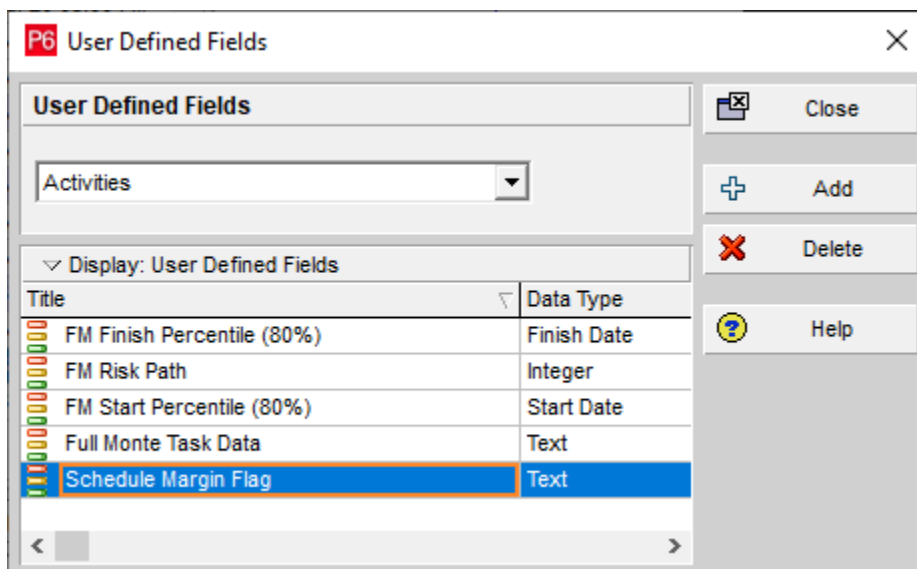 P6 User Defined Fields
User Defined Fields
Close
Activities
Add
Display: User Defined Fields
Delete
Title Data Type
FM Finish Percentile (80%) Finish Date
Help
FM Risk Path Integer
FM Start Percentile (80%) Start Date
Full Monte Task Data Text
Schedule Margin Flag Text